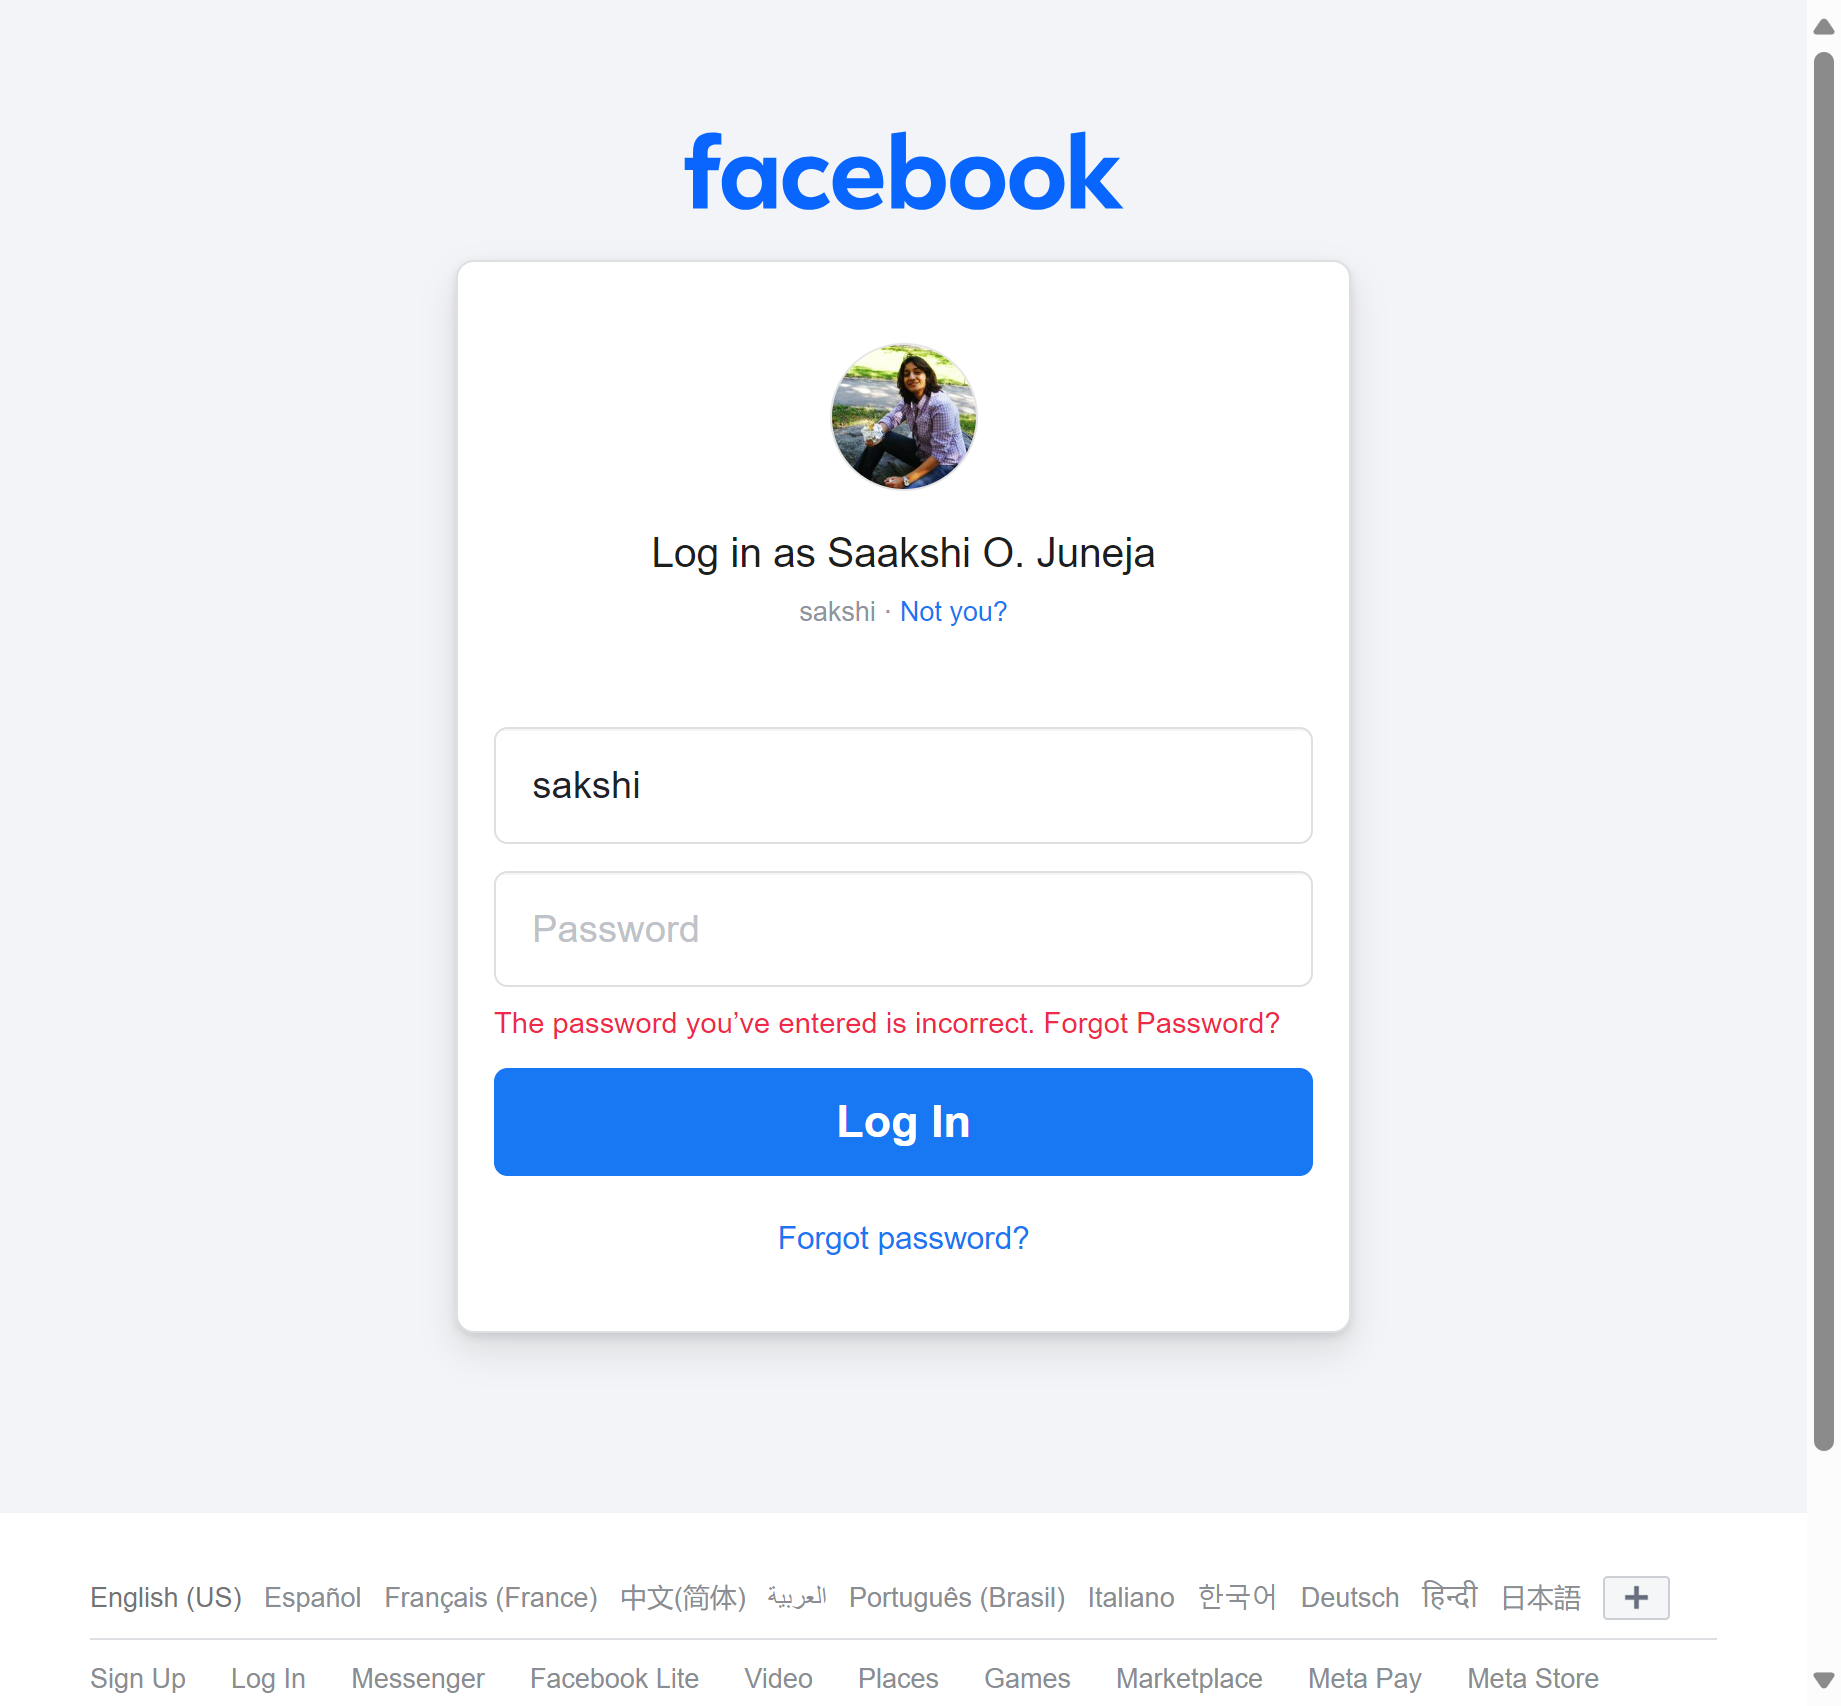 facebook
Log in as Saakshi O. Juneja
sakshi · Not you?
sakshi
Password
The password you’ve entered is incorrect. Forgot Password?
Log In
Forgot password?
English (US) Español Français (France) 中文(简体) العربية Português (Brasil) Italiano 한국어 Deutsch हिन्दी 日本語
Sign Up Log In Messenger Facebook Lite Video Places Games Marketplace Meta Pay Meta Store